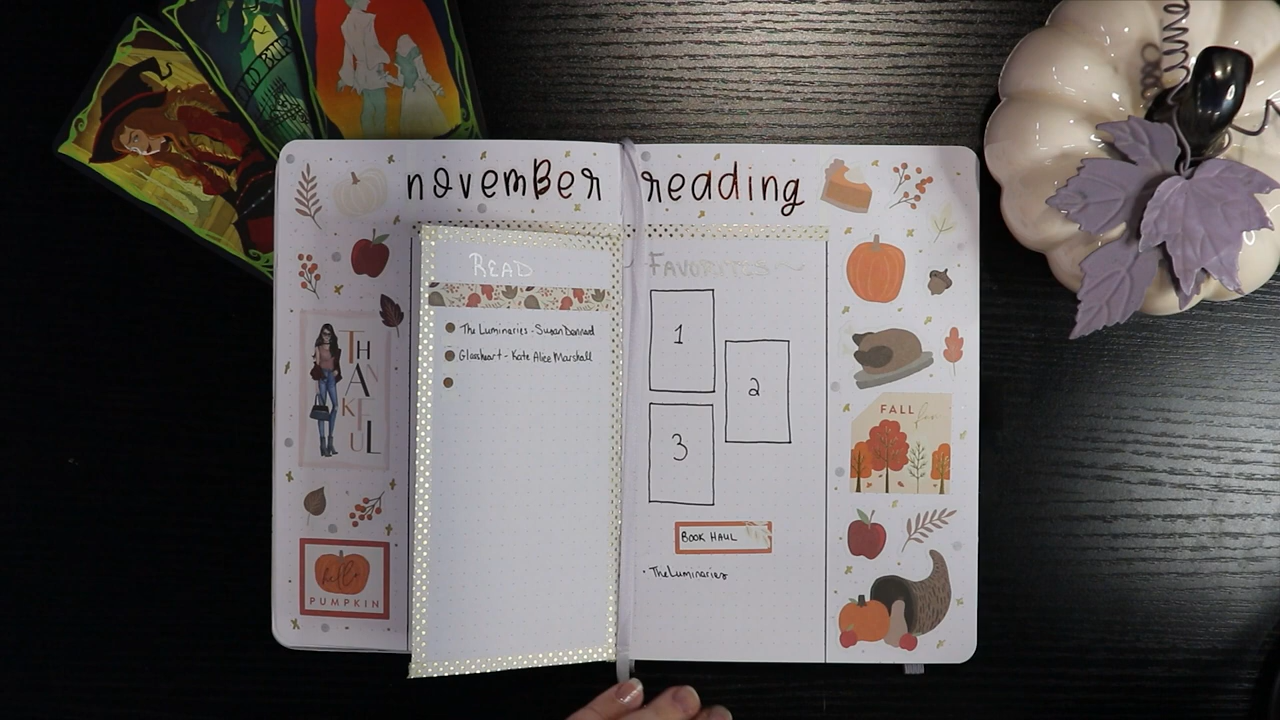 november reading
READ
The Luminaries - Susan Dennard
Glassheart - Kate Alice Marshall
THANKFUL
hello
PUMPKIN
FAVORITES
1
2
3
BOOK HAUL
• The Luminaries
FALL